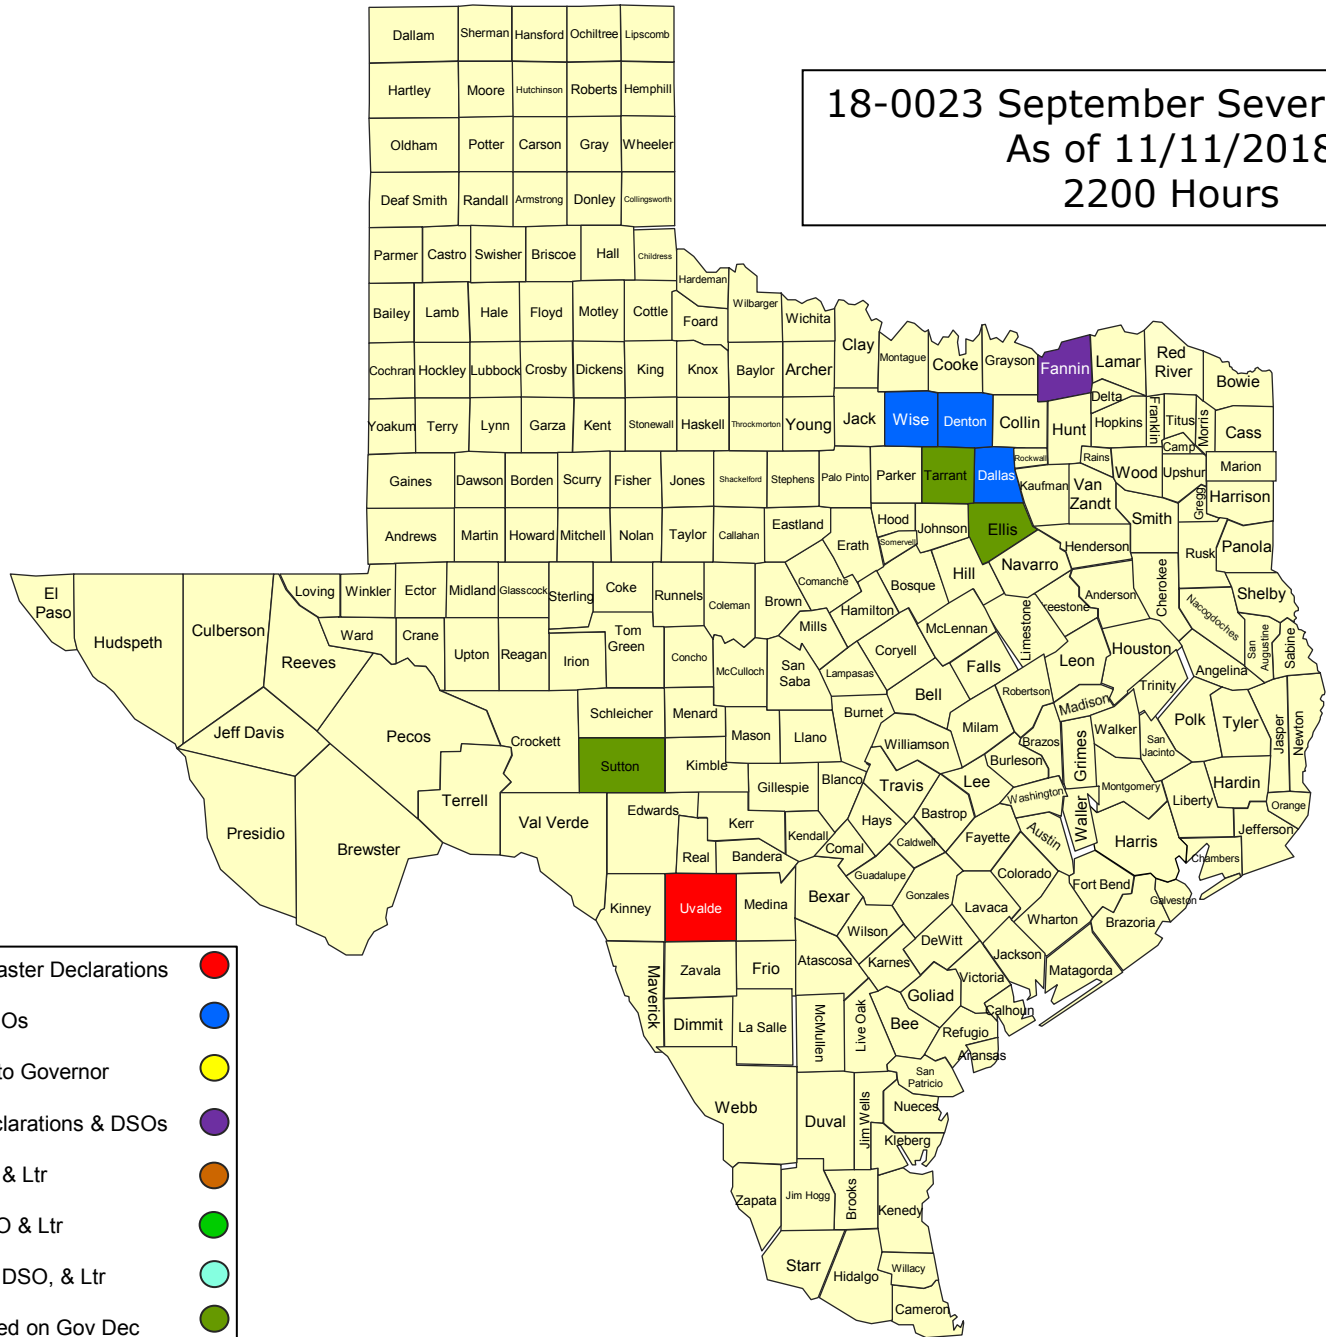 Dallam Sherman Hansford Ochiltree Lipscomb
Hartley Moore Hutchinson Roberts Hemphill
18-0023 September Sever
As of 11/11/2018
2200 Hours
Oldham Potter Carson Gray Wheeler
Deaf Smith Randall Armstrong Donley Collingsworth
Parmer Castro Swisher Briscoe Hall Childress
Hardeman
Wilbarger
Bailey Lamb Hale Floyd Motley Cottle Foard Wichita
Clay Montague Cooke Grayson Fannin Lamar Red
River
Bowie
Cochran Hockley Lubbock Crosby Dickens King Knox Baylor Archer
Delta
Yoakum Terry Lynn Garza Kent Stonewall Haskell Throckmorton Young Jack Wise Denton Collin Hunt Hopkins Franklin Titus Morris Cass
Camp
Gaines Dawson Borden Scurry Fisher Jones Shackelford Stephens Palo Pinto Parker Tarrant Dallas Rockwall Kaufman Rains Van
Zandt
Wood Upshur Gregg Marion
Harrison
Andrews Martin Howard Mitchell Nolan Taylor Callahan Eastland Erath Hood Somervell Johnson Ellis Henderson Smith Rusk Panola
El
Paso
Hudspeth Culberson Loving Winkler Ector Midland Glasscock Sterling Coke Runnels Coleman Brown Comanche Hamilton Bosque Hill Navarro Anderson Cherokee Nacogdoches Shelby
Reeves Ward Crane Upton Reagan Irion Tom
Green
Concho McCulloch San
Saba
Mills Lampasas Coryell McLennan Limestone reestone Leon Houston Angelina San
Augustine
Sabine
Jeff Davis Pecos Crockett Schleicher Menard Mason Llano Burnet Bell Falls Milam Robertson Madison Trinity Walker Polk Tyler Jasper Newton
Sutton Kimble Gillespie Blanco Williamson Travis Lee Burleson Brazos Grimes San
Jacinto
Montgomery Liberty Hardin Orange
Presidio Brewster Terrell Val Verde Edwards Kerr Kendall Comal Hays Caldwell Bastrop Fayette Washington Austin Waller Harris Chambers Jefferson
Real Bandera Guadalupe Gonzales Colorado Fort Bend Galveston
Kinney Uvalde Medina Bexar Wilson Lavaca Wharton Brazoria
Maverick Zavala Frio Atascosa Karnes DeWitt Jackson Matagorda
Dimmit La Salle McMullen Live Oak Bee Goliad Victoria Calhoun
Refugio Aransas
San
Patricio
Webb Duval Jim Wells Nueces
Kleberg
Zapata Jim Hogg Brooks Kenedy
Starr Hidalgo Willacy
Cameron
aster Declarations
Os
to Governor
clarations & DSOs
& Ltr
O & Ltr
DSO, & Ltr
ed on Gov Dec